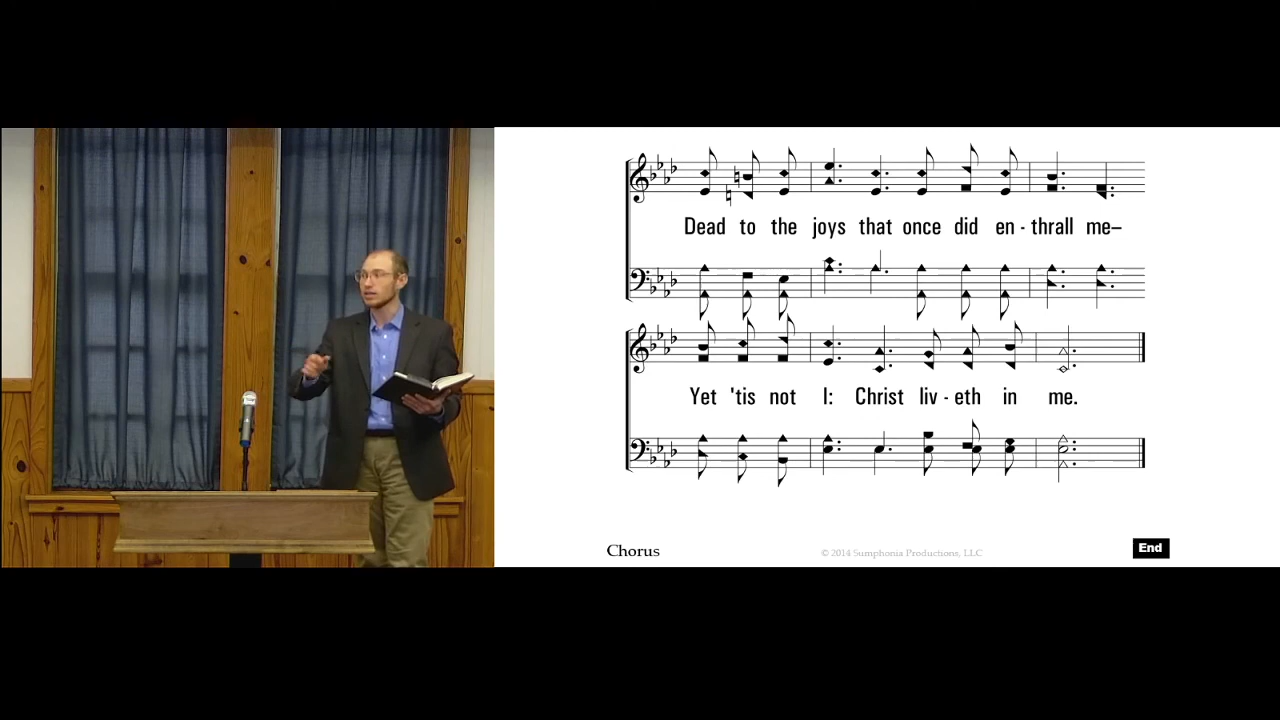 Dead to the joys that once did en - thrall me–
Yet 'tis not I: Christ liv - eth in me.
Chorus
© 2014 Sumphonia Productions, LLC
End